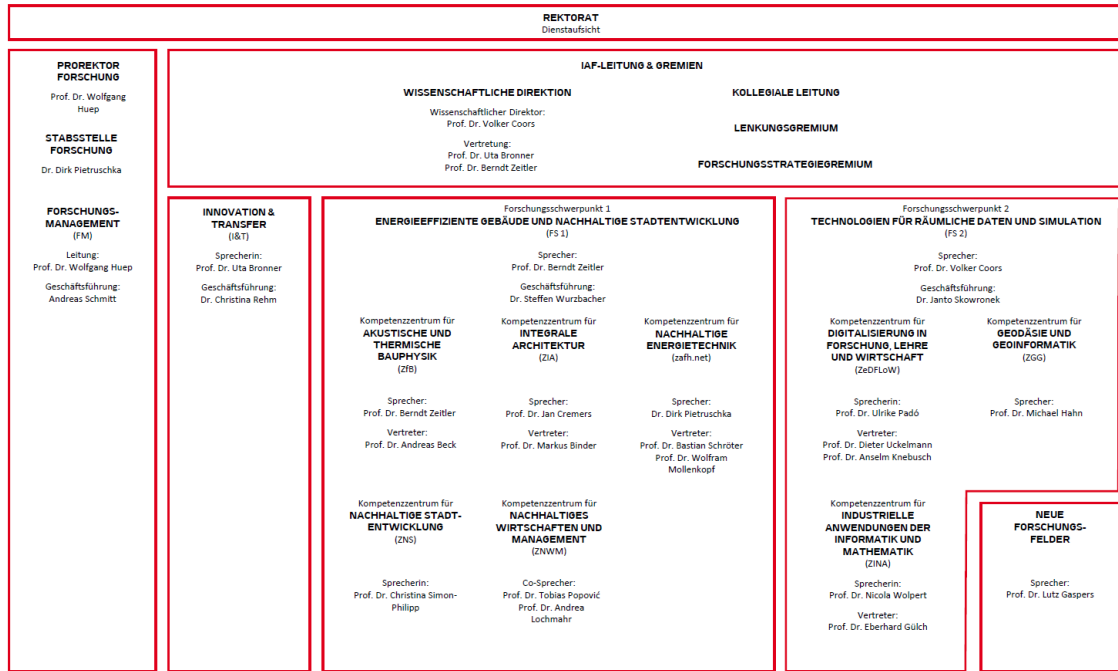 REKTORAT
Dienstaufsicht
PROREKTOR
FORSCHUNG
Prof. Dr. Wolfgang
Huep
STABSSTELLE
FORSCHUNG
Dr. Dirk Pietruschka
FORSCHUNGS-
MANAGEMENT
(FM)
Leitung:
Prof. Dr. Wolfgang Huep
Geschäftsführung:
Andreas Schmitt
IAF-LEITUNG & GREMIEN
WISSENSCHAFTLICHE DIREKTION
Wissenschaftlicher Direktor:
Prof. Dr. Volker Coors
Vertretung:
Prof. Dr. Uta Bronner
Prof. Dr. Berndt Zeitler
KOLLEGIALE LEITUNG
LENKUNGSGREMIUM
FORSCHUNGSSTRATEGIEGREMIUM
INNOVATION &
TRANSFER
(I&T)
Sprecherin:
Prof. Dr. Uta Bronner
Geschäftsführung:
Dr. Christina Rehm
Forschungsschwerpunkt 1
ENERGIEEFFIZIENTE GEBÄUDE UND NACHHALTIGE STADTENTWICKLUNG
(FS 1)
Sprecher:
Prof. Dr. Berndt Zeitler
Geschäftsführung:
Dr. Steffen Wurzbacher
Kompetenzzentrum für
AKUSTISCHE UND
THERMISCHE
BAUPHYSIK
(ZfB)
Sprecher:
Prof. Dr. Berndt Zeitler
Vertreter:
Prof. Dr. Andreas Beck
Kompetenzzentrum für
INTEGRALE
ARCHITEKTUR
(ZIA)
Sprecher:
Prof. Dr. Jan Cremers
Vertreter:
Prof. Dr. Markus Binder
Kompetenzzentrum für
NACHHALTIGE
ENERGIETECHNIK
(zafh.net)
Sprecher:
Dr. Dirk Pietruschka
Vertreter:
Prof. Dr. Bastian Schröter
Prof. Dr. Wolfram
Mollenkopf
Kompetenzzentrum für
NACHHALTIGE STADT-
ENTWICKLUNG
(ZNS)
Sprecherin:
Prof. Dr. Christina Simon-
Philipp
Kompetenzzentrum für
NACHHALTIGES
WIRTSCHAFTEN UND
MANAGEMENT
(ZNWM)
Co-Sprecher:
Prof. Dr. Tobias Popović
Prof. Dr. Andrea
Lochmahr
Forschungsschwerpunkt 2
TECHNOLOGIEN FÜR RÄUMLICHE DATEN UND SIMULATION
(FS 2)
Sprecher:
Prof. Dr. Volker Coors
Geschäftsführung:
Dr. Janto Skowronek
Kompetenzzentrum für
DIGITALISIERUNG IN
FORSCHUNG, LEHRE
UND WIRTSCHAFT
(ZeDFLoW)
Sprecherin:
Prof. Dr. Ulrike Padó
Vertreter:
Prof. Dr. Dieter Uckelmann
Prof. Dr. Anselm Knebusch
Kompetenzzentrum für
GEODÄSIE UND
GEOINFORMATIK
(ZGG)
Sprecher:
Prof. Dr. Michael Hahn
Kompetenzzentrum für
INDUSTRIELLE
ANWENDUNGEN DER
INFORMATIK UND
MATHEMATIK
(ZINA)
Sprecherin:
Prof. Dr. Nicola Wolpert
Vertreter:
Prof. Dr. Eberhard Gülch
NEUE
FORSCHUNGS-
FELDER
Sprecher:
Prof. Dr. Lutz Gaspers